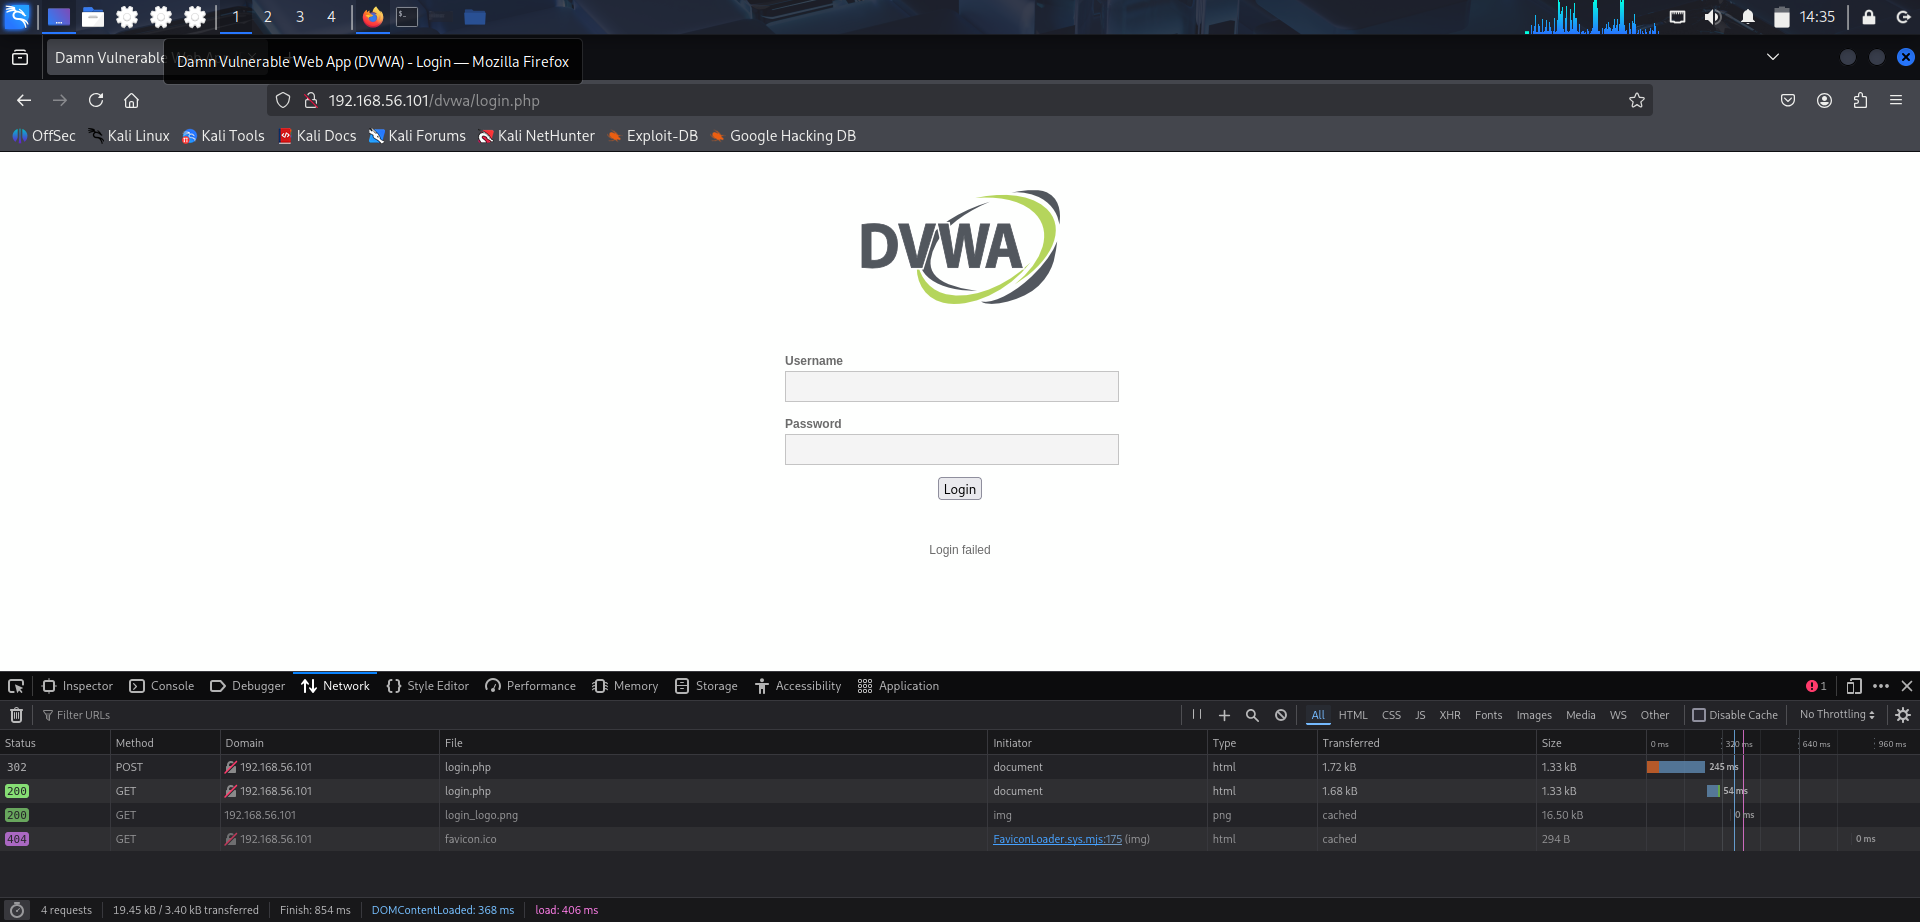 1 2 3 4 14:35
Damn Vulnerable
Damn Vulnerable Web App (DVWA) - Login — Mozilla Firefox
192.168.56.101/dvwa/login.php
OffSec Kali Linux Kali Tools Kali Docs Kali Forums Kali NetHunter Exploit-DB Google Hacking DB
DVWA
Username
Password
Login
Login failed
Inspector Console Debugger Network Style Editor Performance Memory Storage Accessibility Application 1
Filter URLs All HTML CSS JS XHR Fonts Images Media WS Other Disable Cache No Throttling
Status Method Domain File Initiator Type Transferred Size 0 ms 320 ms 640 ms 960 ms
302 POST 192.168.56.101 login.php document html 1.72 kB 1.33 kB 245 ms
200 GET 192.168.56.101 login.php document html 1.68 kB 1.33 kB 54 ms
200 GET 192.168.56.101 login_logo.png img png cached 16.50 kB 0 ms
404 GET 192.168.56.101 favicon.ico FaviconLoader.sys.mjs:175 (img) html cached 294 B 0 ms
4 requests 19.45 kB / 3.40 kB transferred Finish: 854 ms DOMContentLoaded: 368 ms load: 406 ms